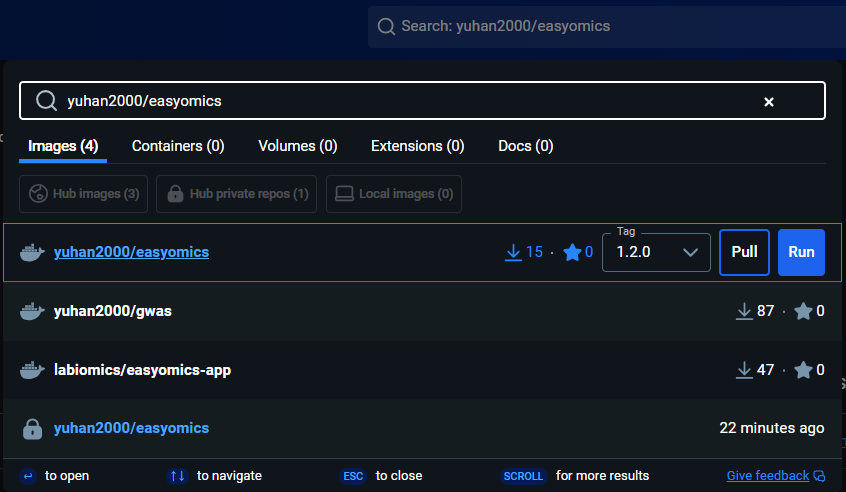 Search: yuhan2000/easyomics
yuhan2000/easyomics
Images (4) Containers (0) Volumes (0) Extensions (0) Docs (0)
Hub images (3) Hub private repos (1) Local images (0)
Tag
yuhan2000/easyomics 15 · 0 1.2.0 Pull Run
yuhan2000/gwas 87 · 0
labiomics/easyomics-app 47 · 0
yuhan2000/easyomics 22 minutes ago
to open to navigate ESC to close SCROLL for more results Give feedback